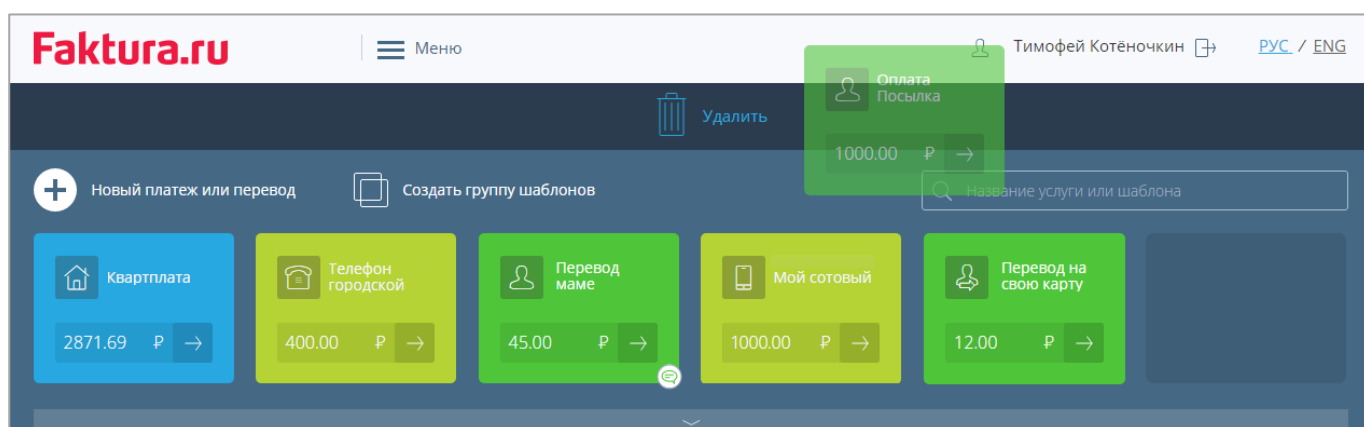 Faktura.ru
Меню
Тимофей Котёночкин
РУС / ENG
Оплата
Посылка
1000.00 ₽
Удалить
Новый платеж или перевод
Создать группу шаблонов
Название услуги или шаблона
Квартплата
2871.69 ₽
Телефон
городской
400.00 ₽
Перевод
маме
45.00 ₽
Мой сотовый
1000.00 ₽
Перевод на
свою карту
12.00 ₽